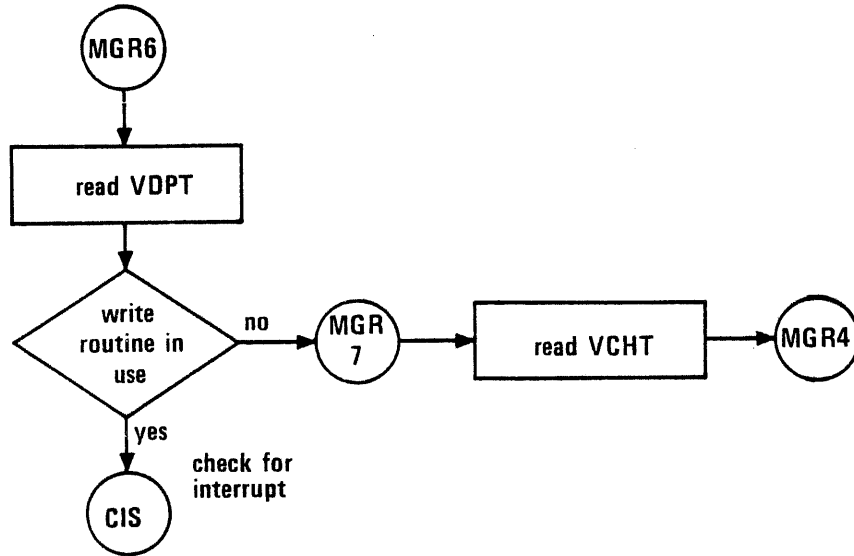 MGR6
read VDPT
write
routine in
use
no
MGR
7
read VCHT
MGR4
yes
check for
interrupt
CIS